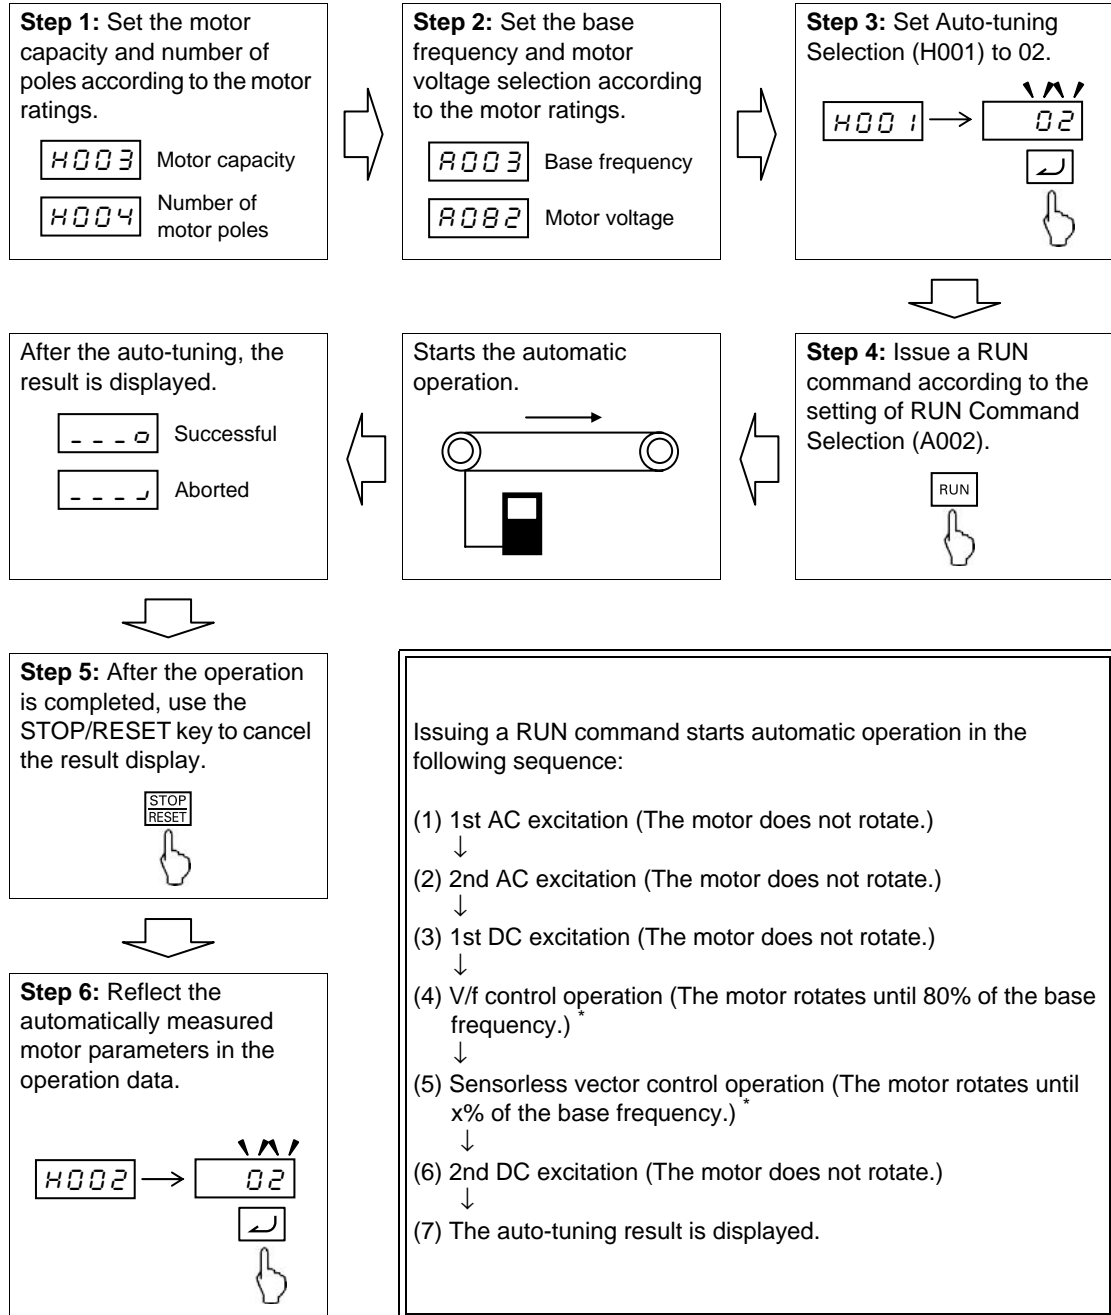 Step 1: Set the motor
capacity and number of
poles according to the motor
ratings.
H003 Motor capacity
H004 Number of
motor poles
Step 2: Set the base
frequency and motor
voltage selection according
to the motor ratings.
A003 Base frequency
A082 Motor voltage
Step 3: Set Auto-tuning
Selection (H001) to 02.
H001 → 02
Step 4: Issue a RUN
command according to the
setting of RUN Command
Selection (A002).
RUN
Starts the automatic
operation.
After the auto-tuning, the
result is displayed.
_ _ _ o Successful
_ _ _ ┘ Aborted
Step 5: After the operation
is completed, use the
STOP/RESET key to cancel
the result display.
STOP
RESET
Step 6: Reflect the
automatically measured
motor parameters in the
operation data.
H002 → 02
Issuing a RUN command starts automatic operation in the
following sequence:
(1) 1st AC excitation (The motor does not rotate.)
↓
(2) 2nd AC excitation (The motor does not rotate.)
↓
(3) 1st DC excitation (The motor does not rotate.)
↓
(4) V/f control operation (The motor rotates until 80% of the base
frequency.) *
↓
(5) Sensorless vector control operation (The motor rotates until
x% of the base frequency.) *
↓
(6) 2nd DC excitation (The motor does not rotate.)
↓
(7) The auto-tuning result is displayed.